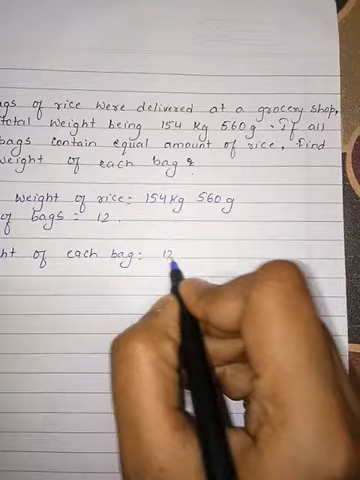 ags of rice were delivered at a grocery shop,
total weight being 154 kg 560 g. If all
bags contain equal amount of rice, find
weight of each bag?
weight of rice = 154 kg 560 g
of bags = 12.
ht of each bag: 12